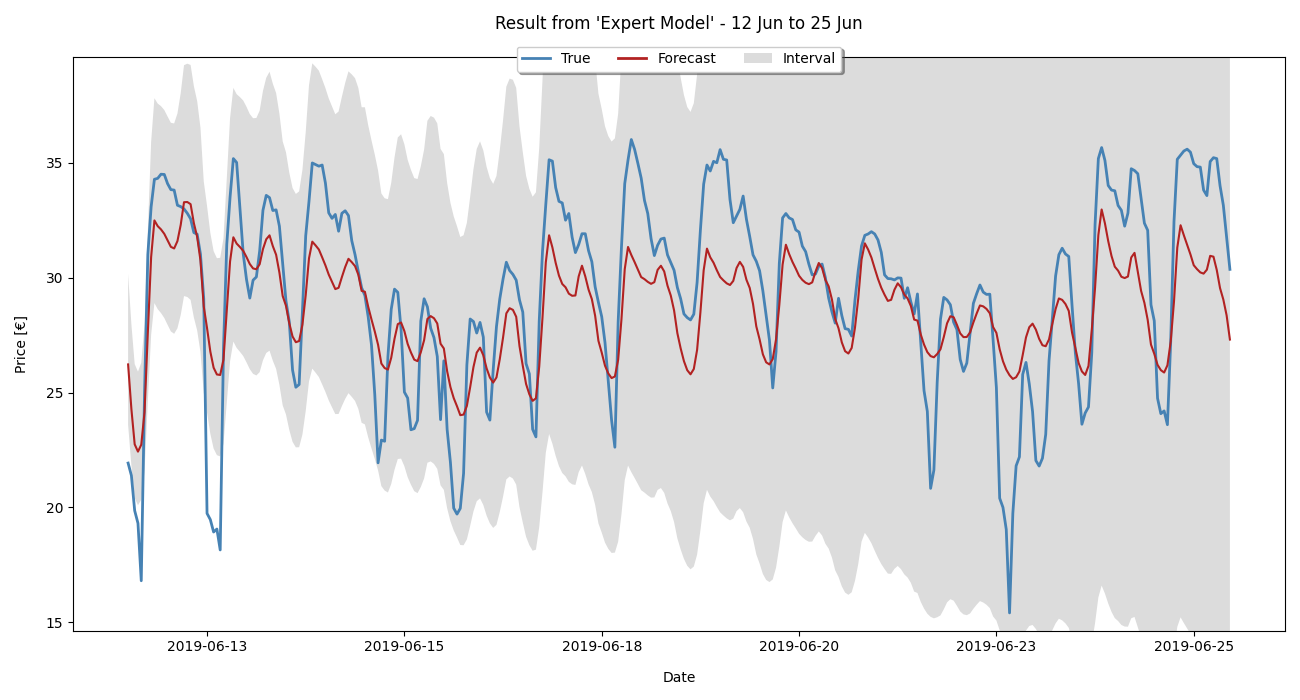 Result from 'Expert Model' - 12 Jun to 25 Jun
True Forecast Interval
35
30
25
20
15
Price [€]
2019-06-13 2019-06-15 2019-06-18 2019-06-20 2019-06-23 2019-06-25
Date